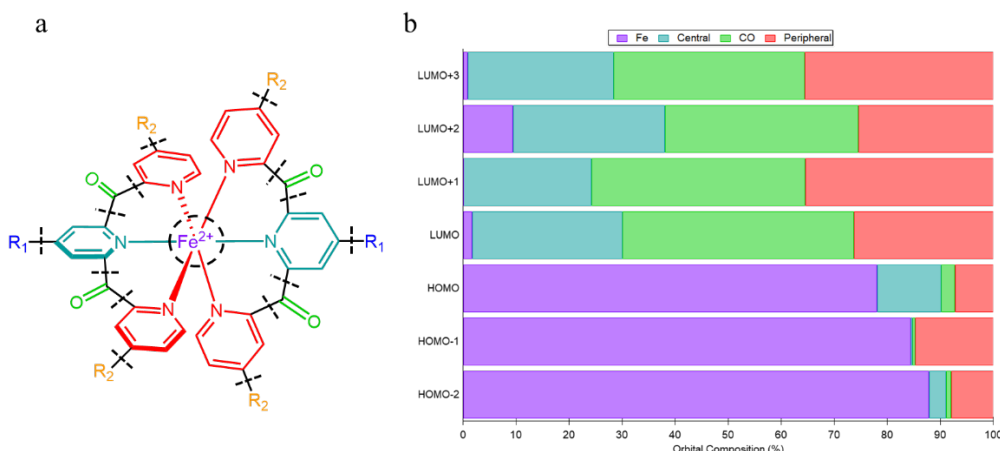 a
b
R₂
R₂
O
O
N
N
R₁
N
Fe²⁺
N
R₁
O
N
N
O
R₂
R₂
Fe Central CO Peripheral
LUMO+3
LUMO+2
LUMO+1
LUMO
HOMO
HOMO-1
HOMO-2
0 10 20 30 40 50 60 70 80 90 100
Orbital Composition (%)